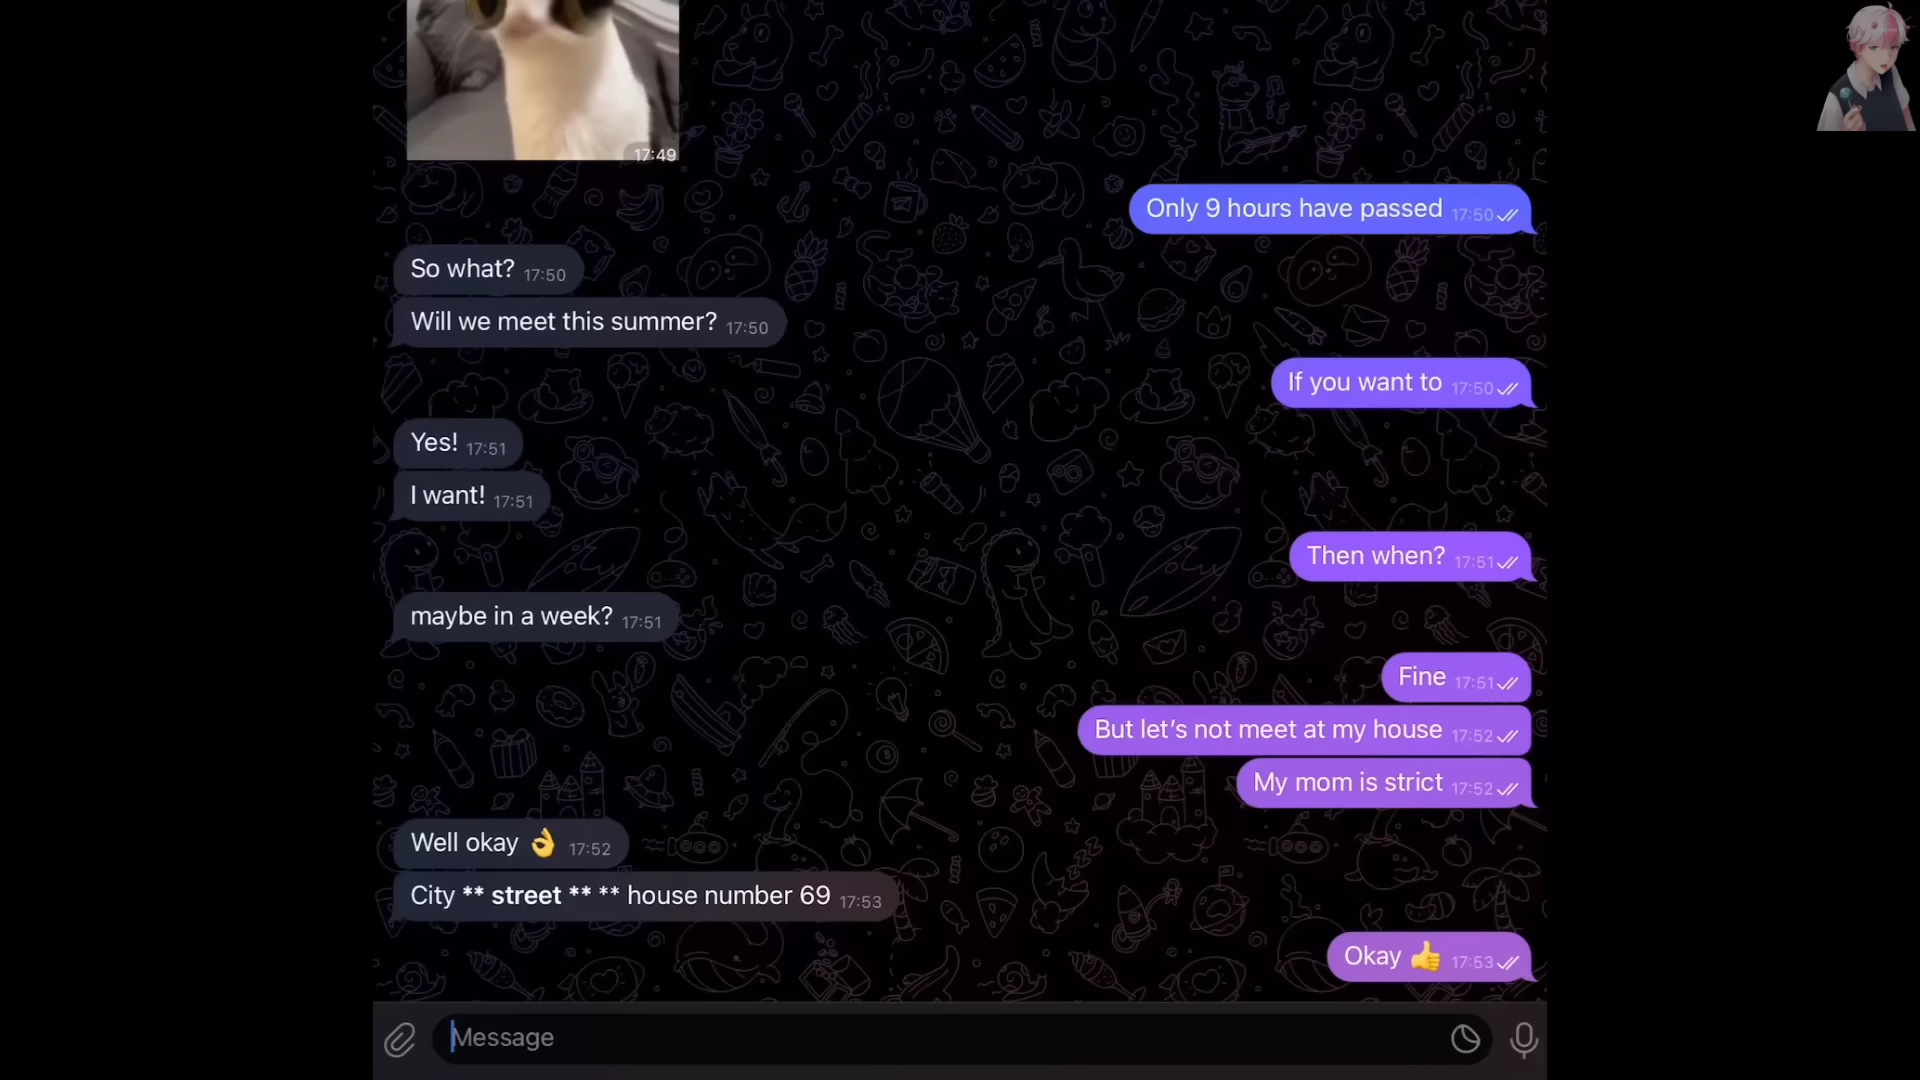 17:49
Only 9 hours have passed 17:50
So what? 17:50
Will we meet this summer? 17:50
If you want to 17:50
Yes! 17:51
I want! 17:51
Then when? 17:51
maybe in a week? 17:51
Fine 17:51
But let’s not meet at my house 17:52
My mom is strict 17:52
Well okay 👌 17:52
City ** street ** ** house number 69 17:53
Okay 👍 17:53
Message